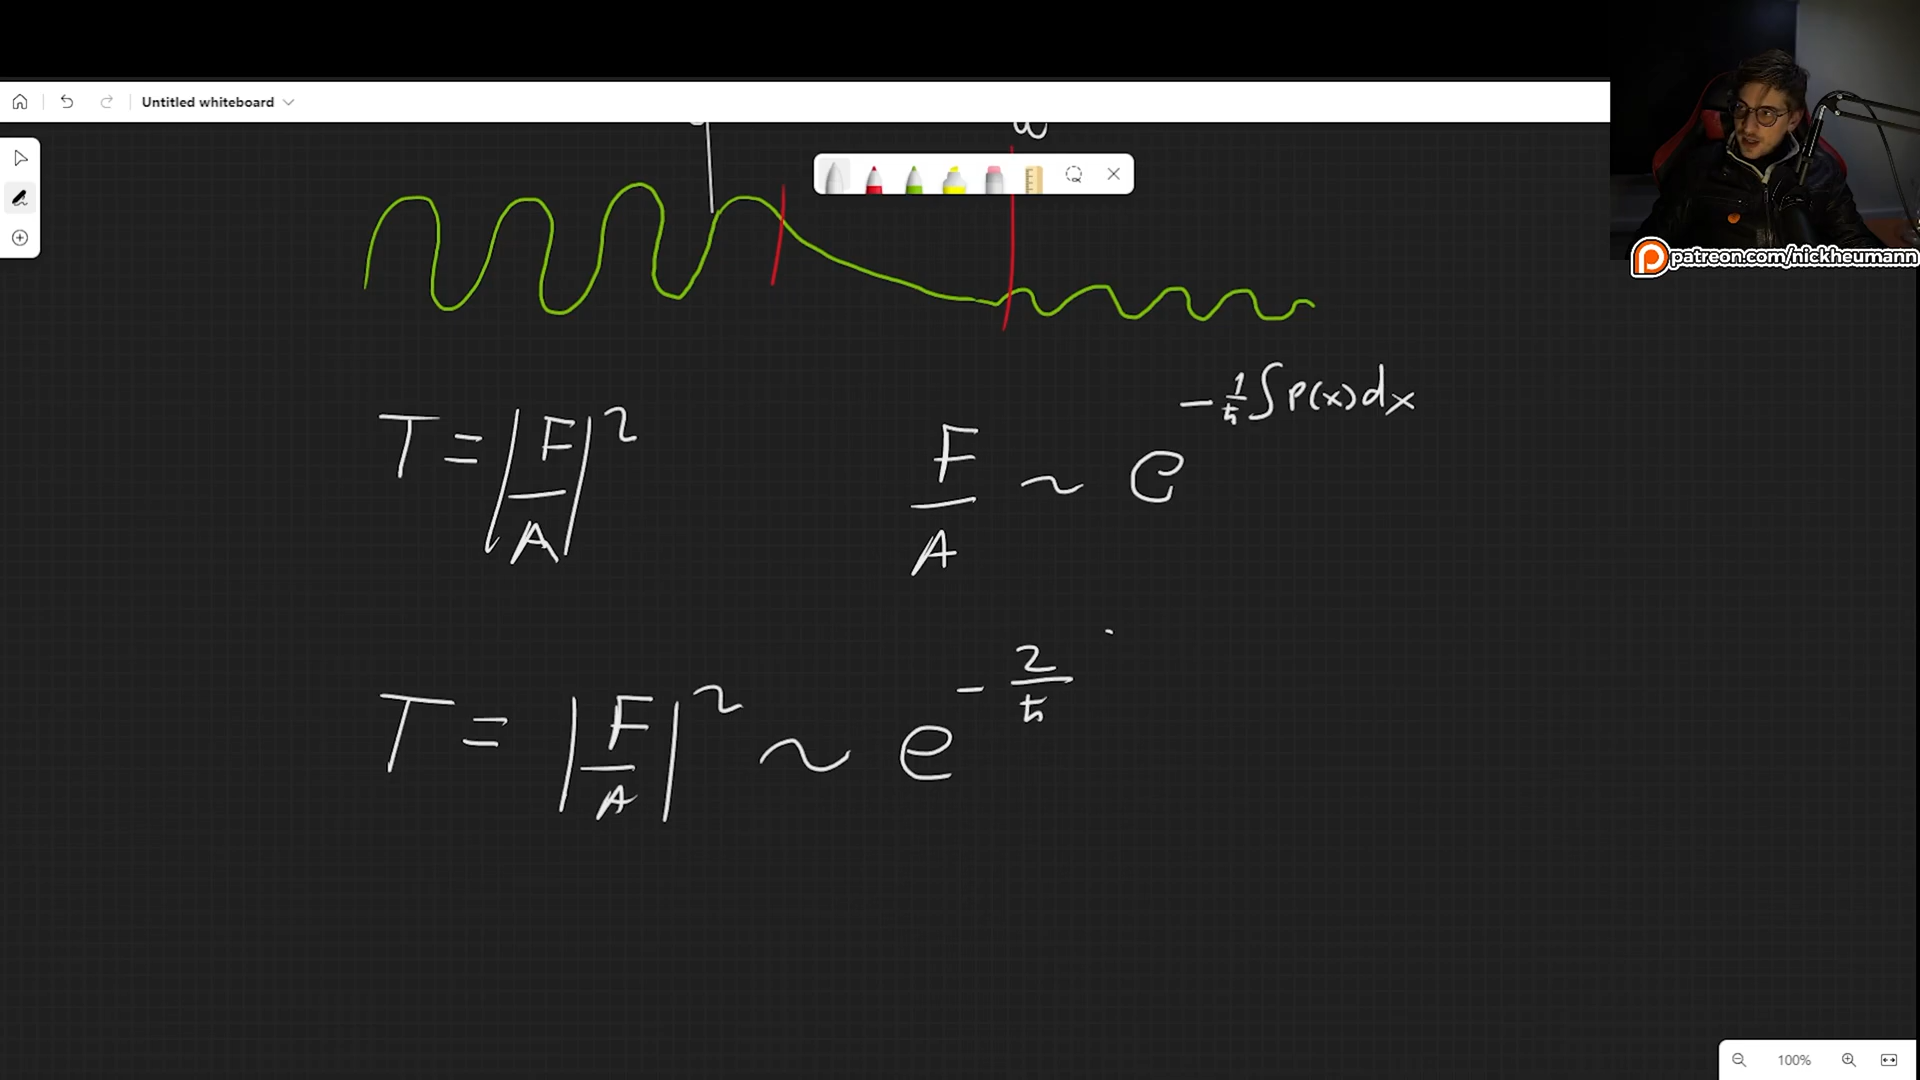 Untitled whiteboard
patreon.com/nickheumann
a
T = |F/A|² F/A ~ e^{-1/ħ ∫P(x)dx}
T = |F/A|² ~ e^{-2/ħ}
100%